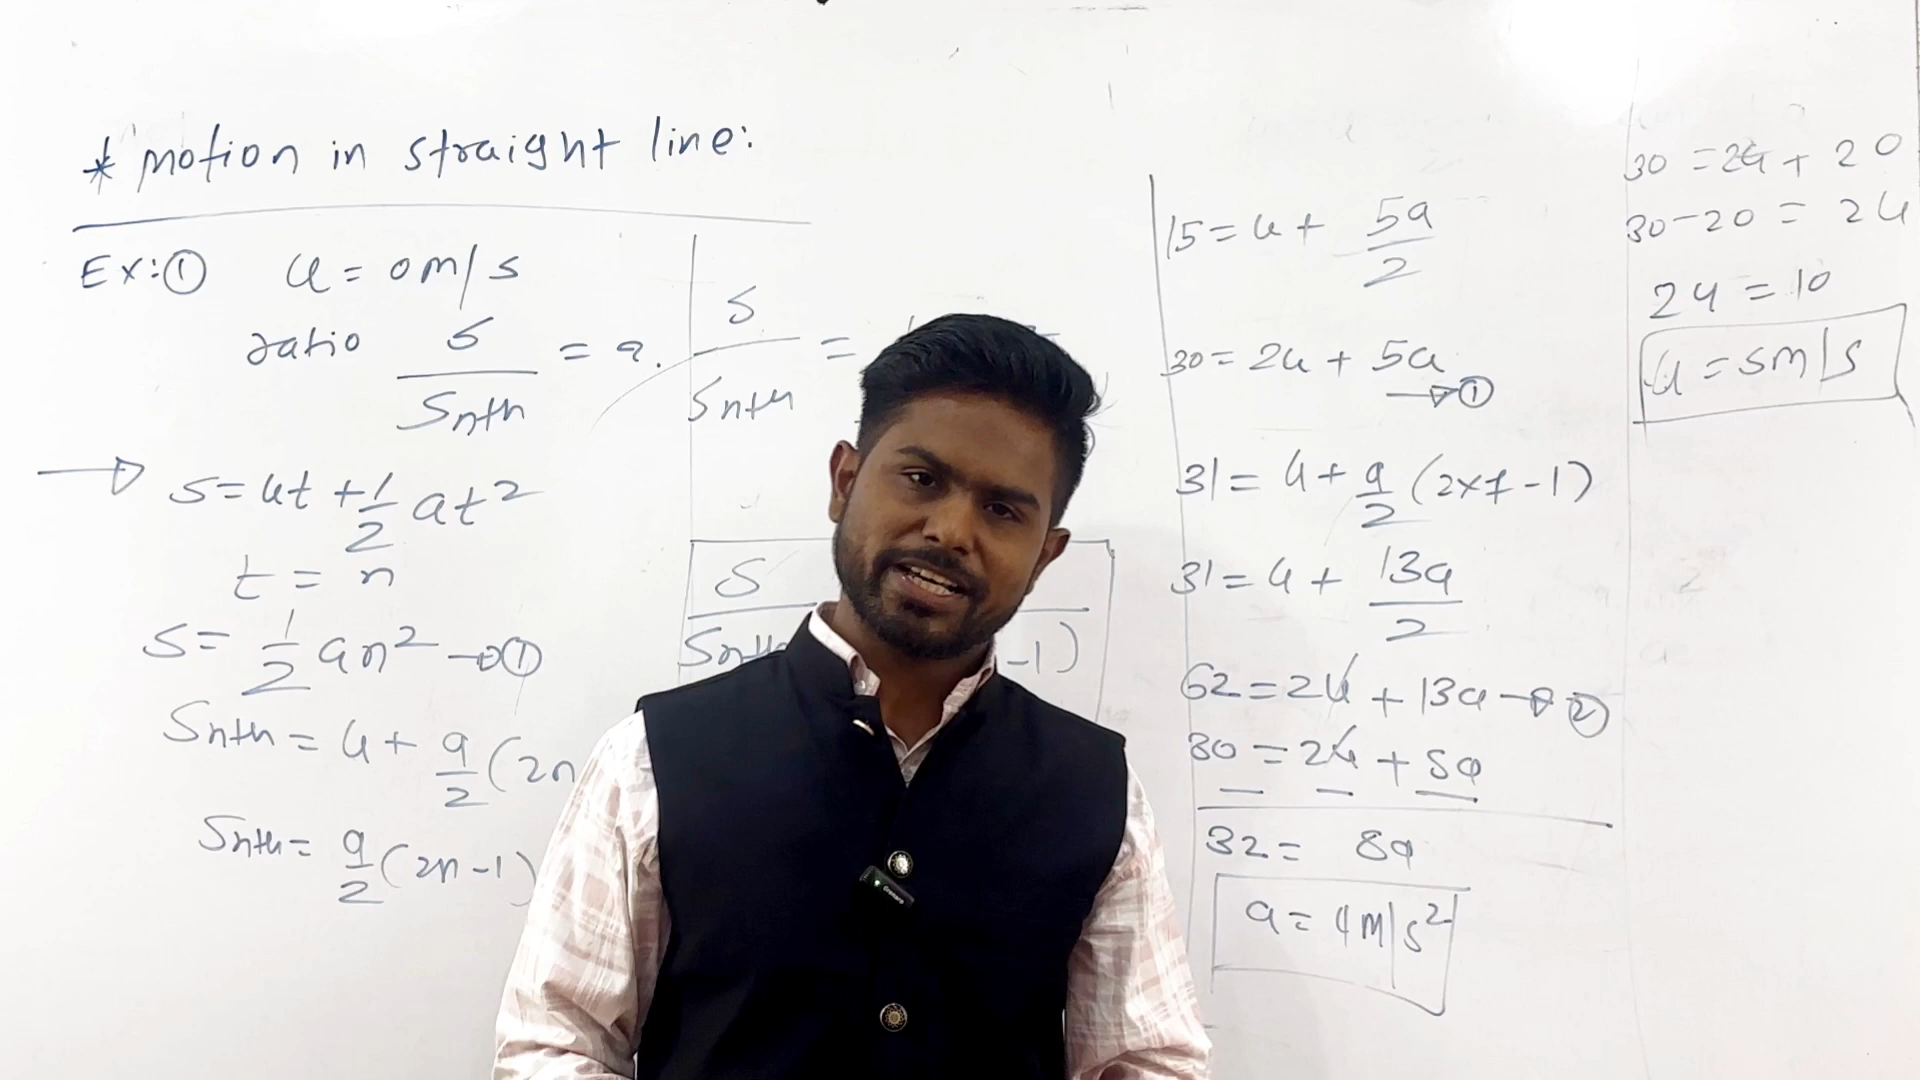 * motion in straight line:
Ex:① u = 0 m/s
ratio S/Snth = ?
→ S = ut + 1/2 at²
t = n
S = 1/2 an² → ①
Snth = u + a/2 (2n
Snth = a/2 (2n-1)
S/Snth =
S/Snth -1)
15 = u + 5a/2
30 = 2u + 5a → ①
31 = u + a/2 (2×7-1)
31 = u + 13a/2
62 = 2u + 13a → ②
30 = 2u + 5a
32 = 8a
a = 4m/s²
30 = 2u + 20
30-20 = 2u
2u = 10
u = 5m/s